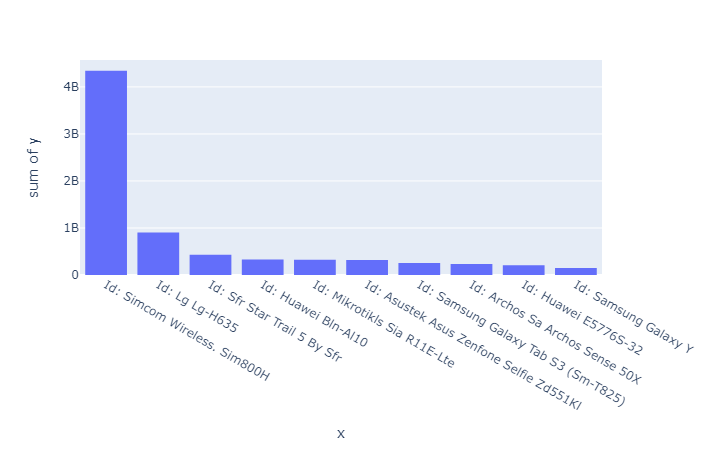 4B
3B
2B
1B
0
sum of y
Id: Simcom Wireless. Sim800H
Id: Lg Lg-H635
Id: Sfr Star Trail 5 By Sfr
Id: Huawei Bln-Al10
Id: Mikrotikls Sia R11E-Lte
Id: Asustek Asus Zenfone Selfie Zd551Kl
Id: Samsung Galaxy Tab S3 (Sm-T825)
Id: Archos Sa Archos Sense 50X
Id: Huawei E5776S-32
Id: Samsung Galaxy Y
x